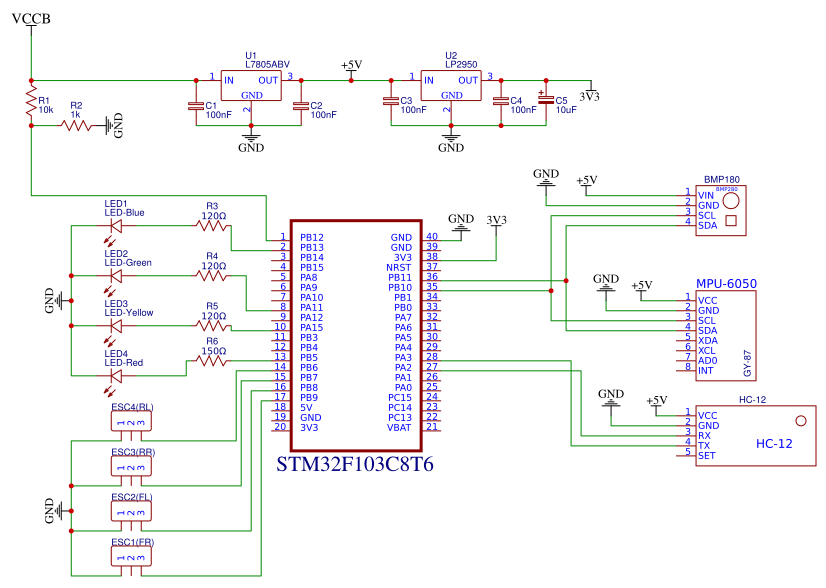 VCCB
R1
10k
R2
1k
GND
U1
L7805ABV
1
IN
OUT
3
GND
2
C1
100nF
C2
100nF
GND
+5V
U2
LP2950
1
IN
OUT
3
GND
2
C3
100nF
C4
100nF
C5
10uF
+
3V3
GND
LED1
LED-Blue
R3
120Ω
LED2
LED-Green
R4
120Ω
GND
LED3
LED-Yellow
R5
120Ω
LED4
LED-Red
R6
150Ω
1 PB12 GND 40
2 PB13 GND 39
3 PB14 3V3 38
4 PB15 NRST 37
5 PA8 PB11 36
6 PA9 PB10 35
7 PA10 PB1 34
8 PA11 PB0 33
9 PA12 PA7 32
10 PA15 PA6 31
11 PB3 PA5 30
12 PB4 PA4 29
13 PB5 PA3 28
14 PB6 PA2 27
15 PB7 PA1 26
16 PB8 PA0 25
17 PB9 PC15 24
18 5V PC14 23
19 GND PC13 22
20 3V3 VBAT 21
STM32F103C8T6
GND
3V3
ESC4(RL)
1 2 3
ESC3(RR)
1 2 3
GND
ESC2(FL)
1 2 3
ESC1(FR)
1 2 3
GND
+5V
BMP180
BMP280
1 VIN
2 GND
3 SCL
4 SDA
GND
+5V
MPU-6050
1 VCC
2 GND
3 SCL
4 SDA
5 XDA
6 XCL
7 AD0
8 INT
GY-87
GND
+5V
HC-12
1 VCC
2 GND
3 RX
4 TX
5 SET
HC-12